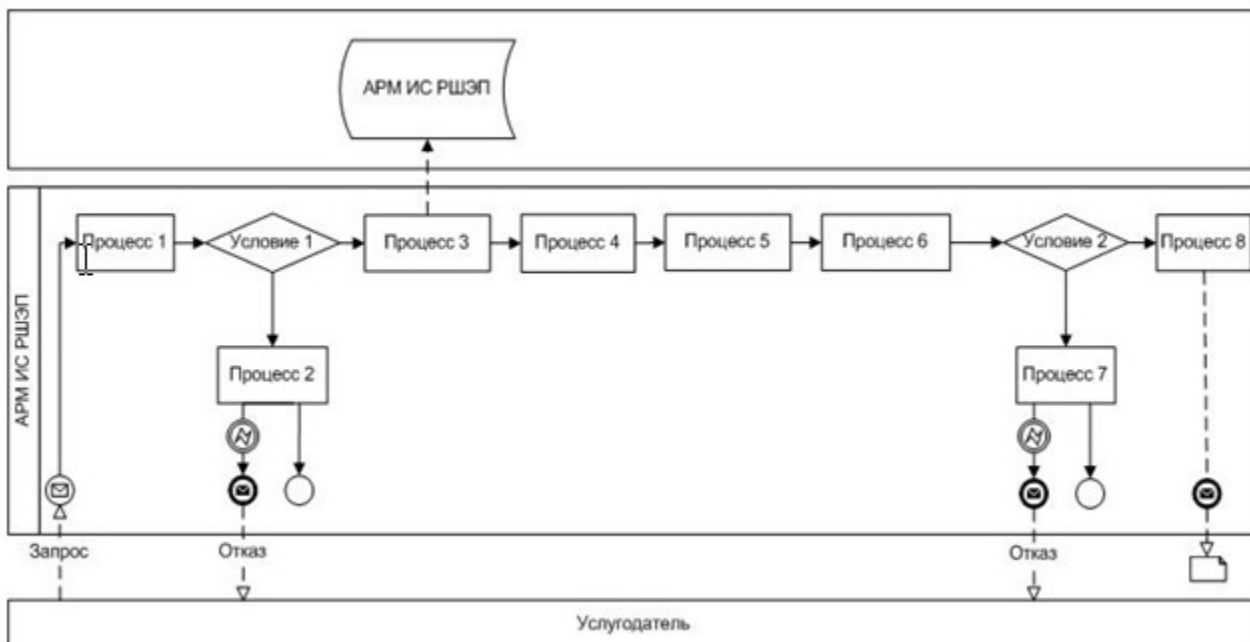 АРМ ИС РШЭП
АРМ ИС РШЭП
Процесс 1
Условие 1
Процесс 3
Процесс 4
Процесс 5
Процесс 6
Условие 2
Процесс 8
Процесс 2
Процесс 7
Запрос
Отказ
Отказ
Услугодатель